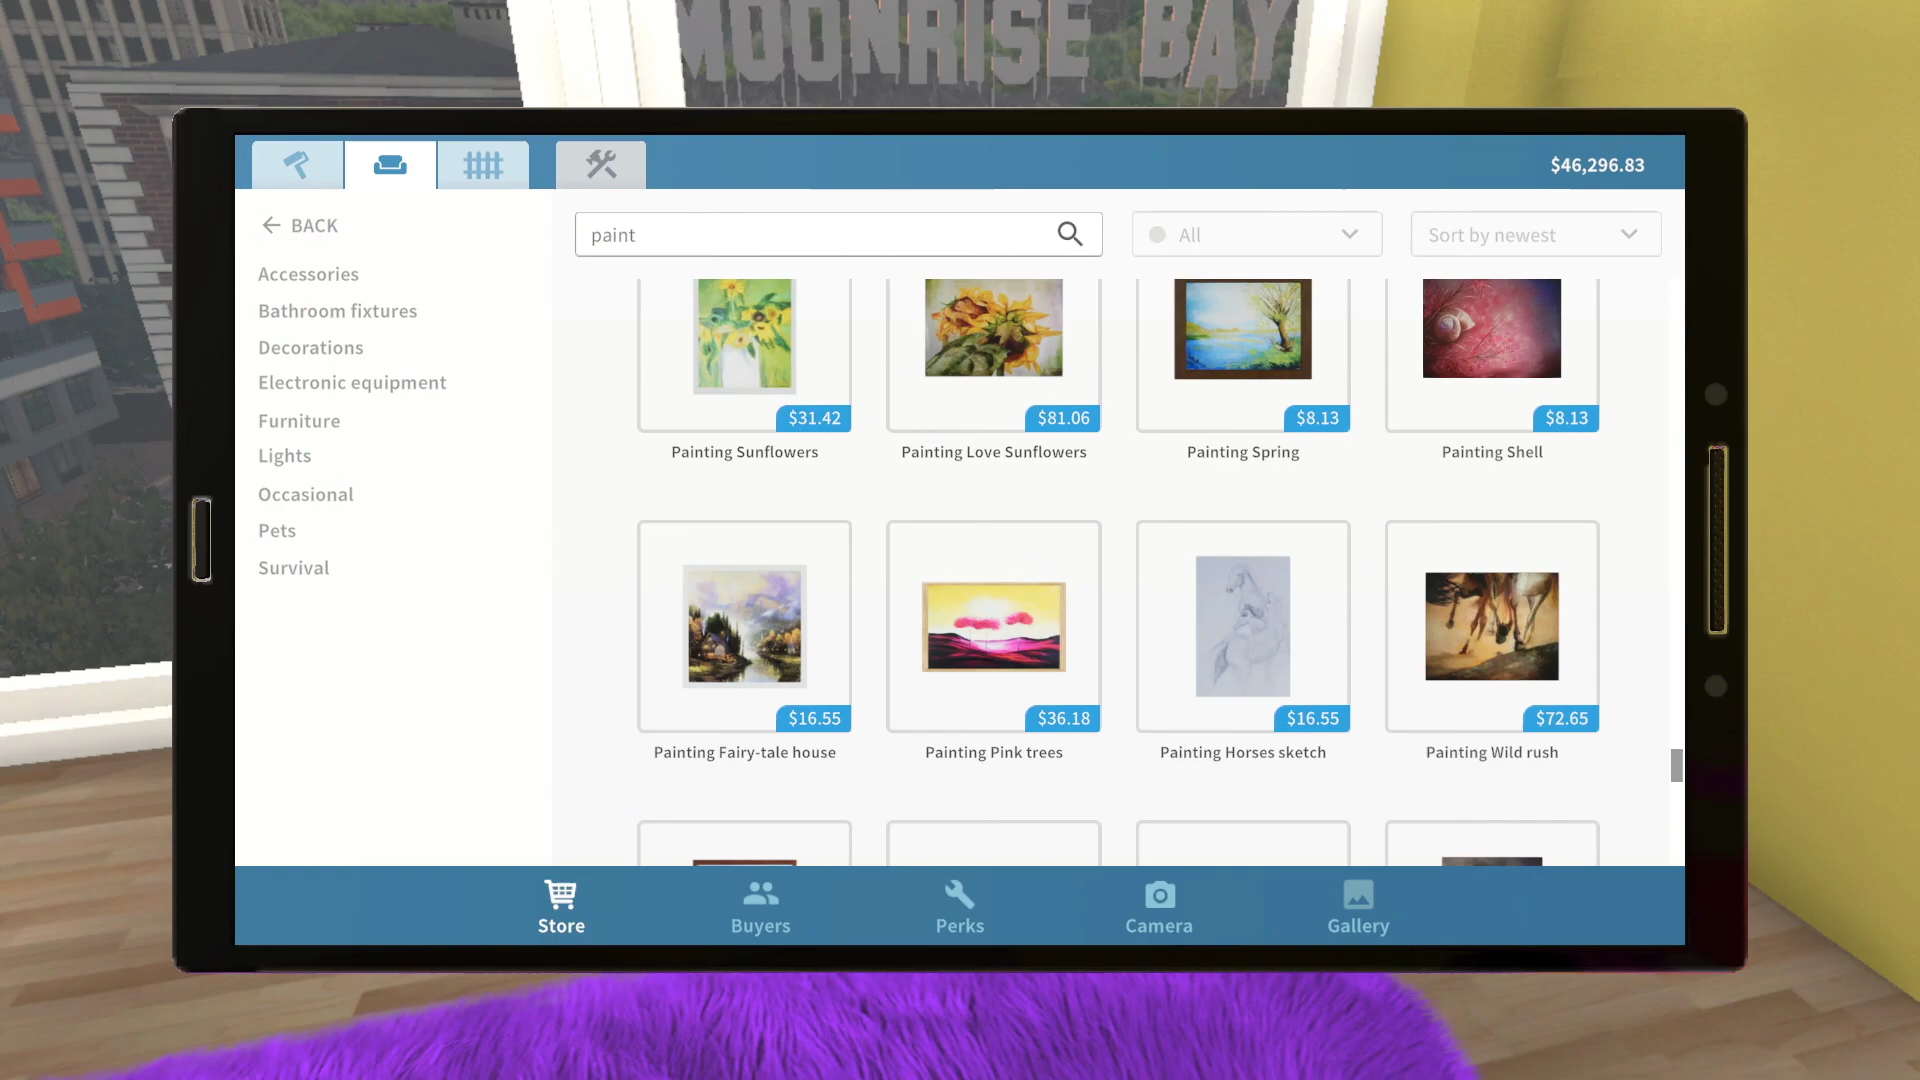 MOONRISE BAY
$46,296.83
BACK
paint
All
Sort by newest
Accessories
Bathroom fixtures
Decorations
Electronic equipment
Furniture
Lights
Occasional
Pets
Survival
$31.42
$81.06
$8.13
$8.13
Painting Sunflowers
Painting Love Sunflowers
Painting Spring
Painting Shell
$16.55
$36.18
$16.55
$72.65
Painting Fairy-tale house
Painting Pink trees
Painting Horses sketch
Painting Wild rush
Store
Buyers
Perks
Camera
Gallery